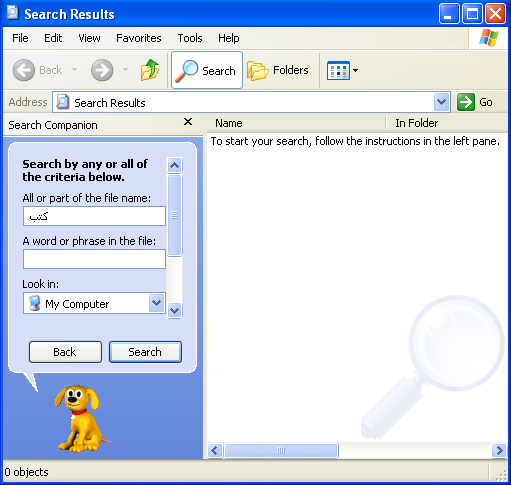 Search Results
File Edit View Favorites Tools Help
Back Search Folders
Address Search Results Go
Search Companion
Name In Folder
To start your search, follow the instructions in the left pane.
Search by any or all of
the criteria below.
All or part of the file name:
كتب
A word or phrase in the file:
Look in:
My Computer
Back Search
0 objects